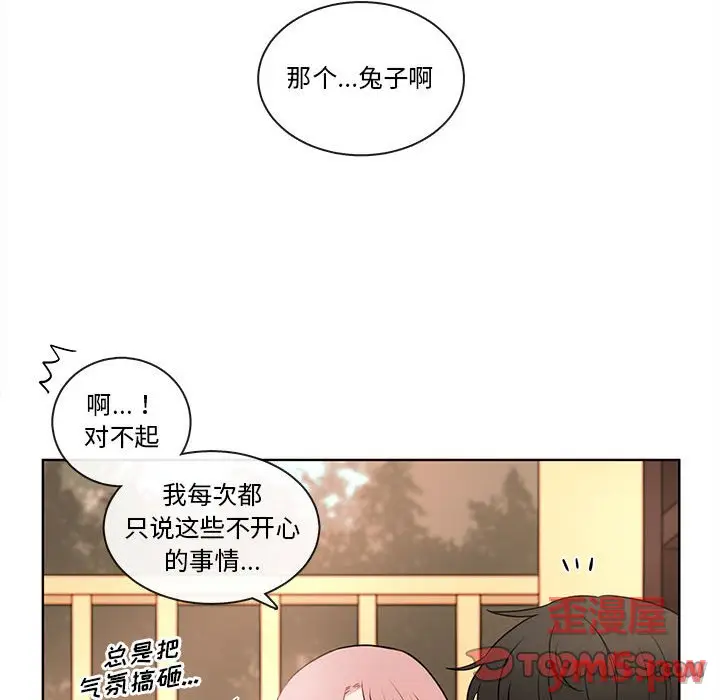 那个...兔子啊
啊...！
对不起
我每次都
只说这些不开心
的事情...
总是把
气氛搞砸...
歪漫屋